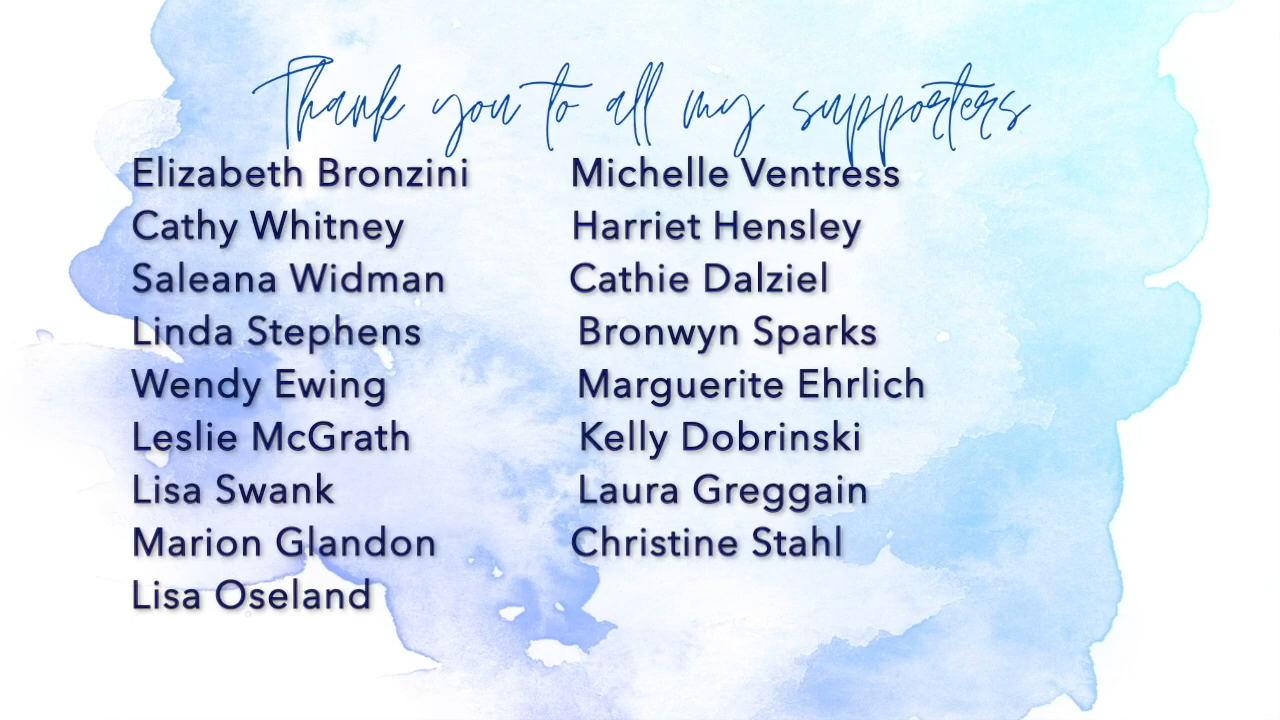 Thank you to all my supporters
Elizabeth Bronzini
Cathy Whitney
Saleana Widman
Linda Stephens
Wendy Ewing
Leslie McGrath
Lisa Swank
Marion Glandon
Lisa Oseland
Michelle Ventress
Harriet Hensley
Cathie Dalziel
Bronwyn Sparks
Marguerite Ehrlich
Kelly Dobrinski
Laura Greggain
Christine Stahl